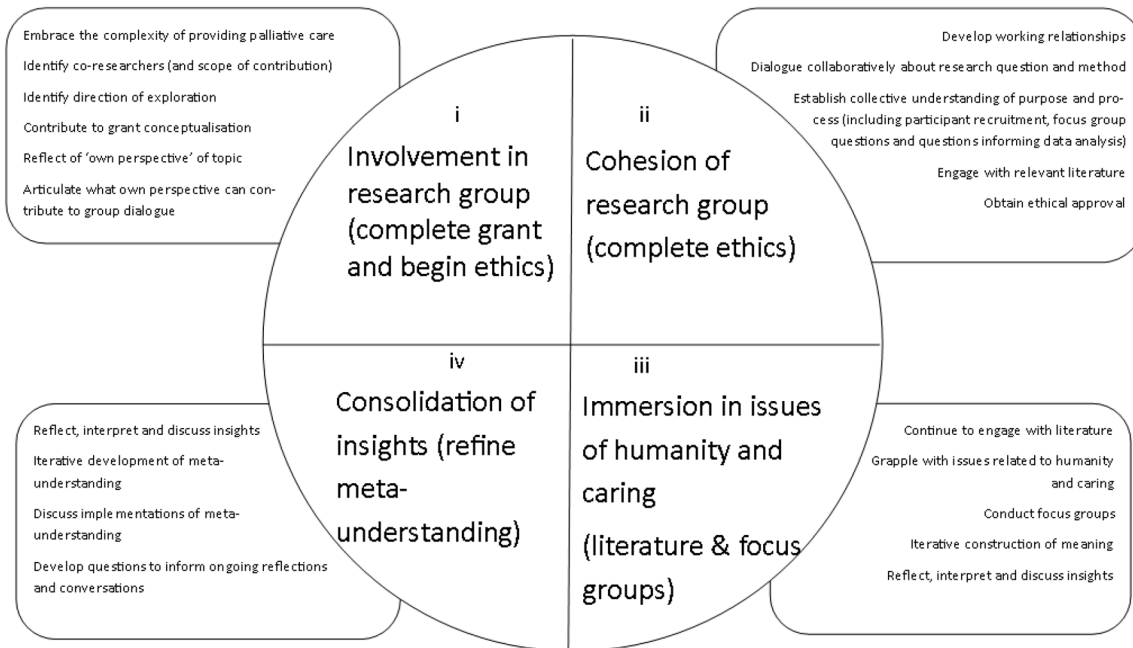 Embrace the complexity of providing palliative care
Identify co-researchers (and scope of contribution)
Identify direction of exploration
Contribute to grant conceptualisation
Reflect of ‘own perspective’ of topic
Articulate what own perspective can con-
tribute to group dialogue
i
Involvement in
research group
(complete grant
and begin ethics)
ii
Cohesion of
research group
(complete ethics)
Develop working relationships
Dialogue collaboratively about research question and method
Establish collective understanding of purpose and pro-
cess (including participant recruitment, focus group
questions and questions informing data analysis)
Engage with relevant literature
Obtain ethical approval
iii
Immersion in issues
of humanity and
caring
(literature & focus
groups)
Continue to engage with literature
Grapple with issues related to humanity
and caring
Conduct focus groups
Iterative construction of meaning
Reflect, interpret and discuss insights
iv
Consolidation of
insights (refine
meta-
understanding)
Reflect, interpret and discuss insights
Iterative development of meta-
understanding
Discuss implementations of meta-
understanding
Develop questions to inform ongoing reflections
and conversations